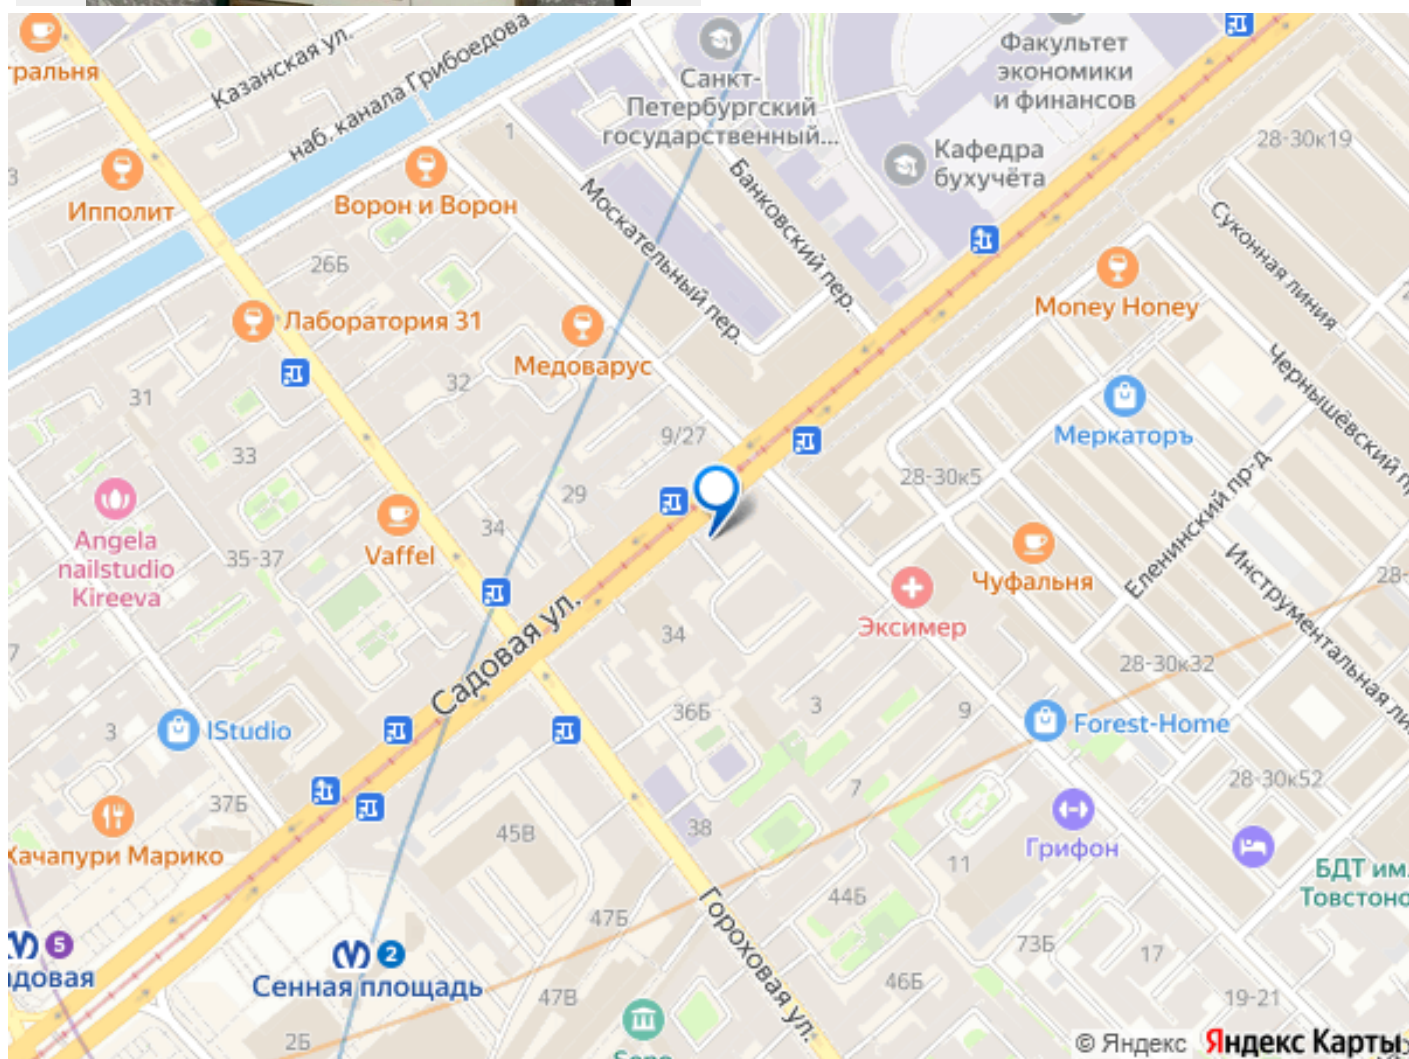 Казанская ул.
наб. канала Грибоедова
Санкт-
Петербургский
государственный...
Факультет
экономики
и финансов
Кафедра
бухучёта
28-30к19
1
Ипполит
Ворон и Ворон
Москательный пер.
Банковский пер.
Суконная линия
26Б
Лаборатория 31
Медоварус
Money Honey
31
32
33
9/27
Меркаторъ
Чернышёвский пр
28-30к5
29
34
Angela
nailstudio
Kireeva
35-37
Vaffel
Чуфальня
Еленинский пр-д
Инструментальная ли
28-
Эксимер
Садовая ул.
34
28-30к32
36Б
3
9
3
IStudio
Forest-Home
37Б
7
28-30к52
45В
38
Хачапури Марико
Грифон
11
БДТ им.
Товстоно
44Б
47Б
Гороховая ул.
73Б
17
5
адовая
2
Сенная площадь
47В
46Б
19-21
2Б
© Яндекс Яндекс Карты